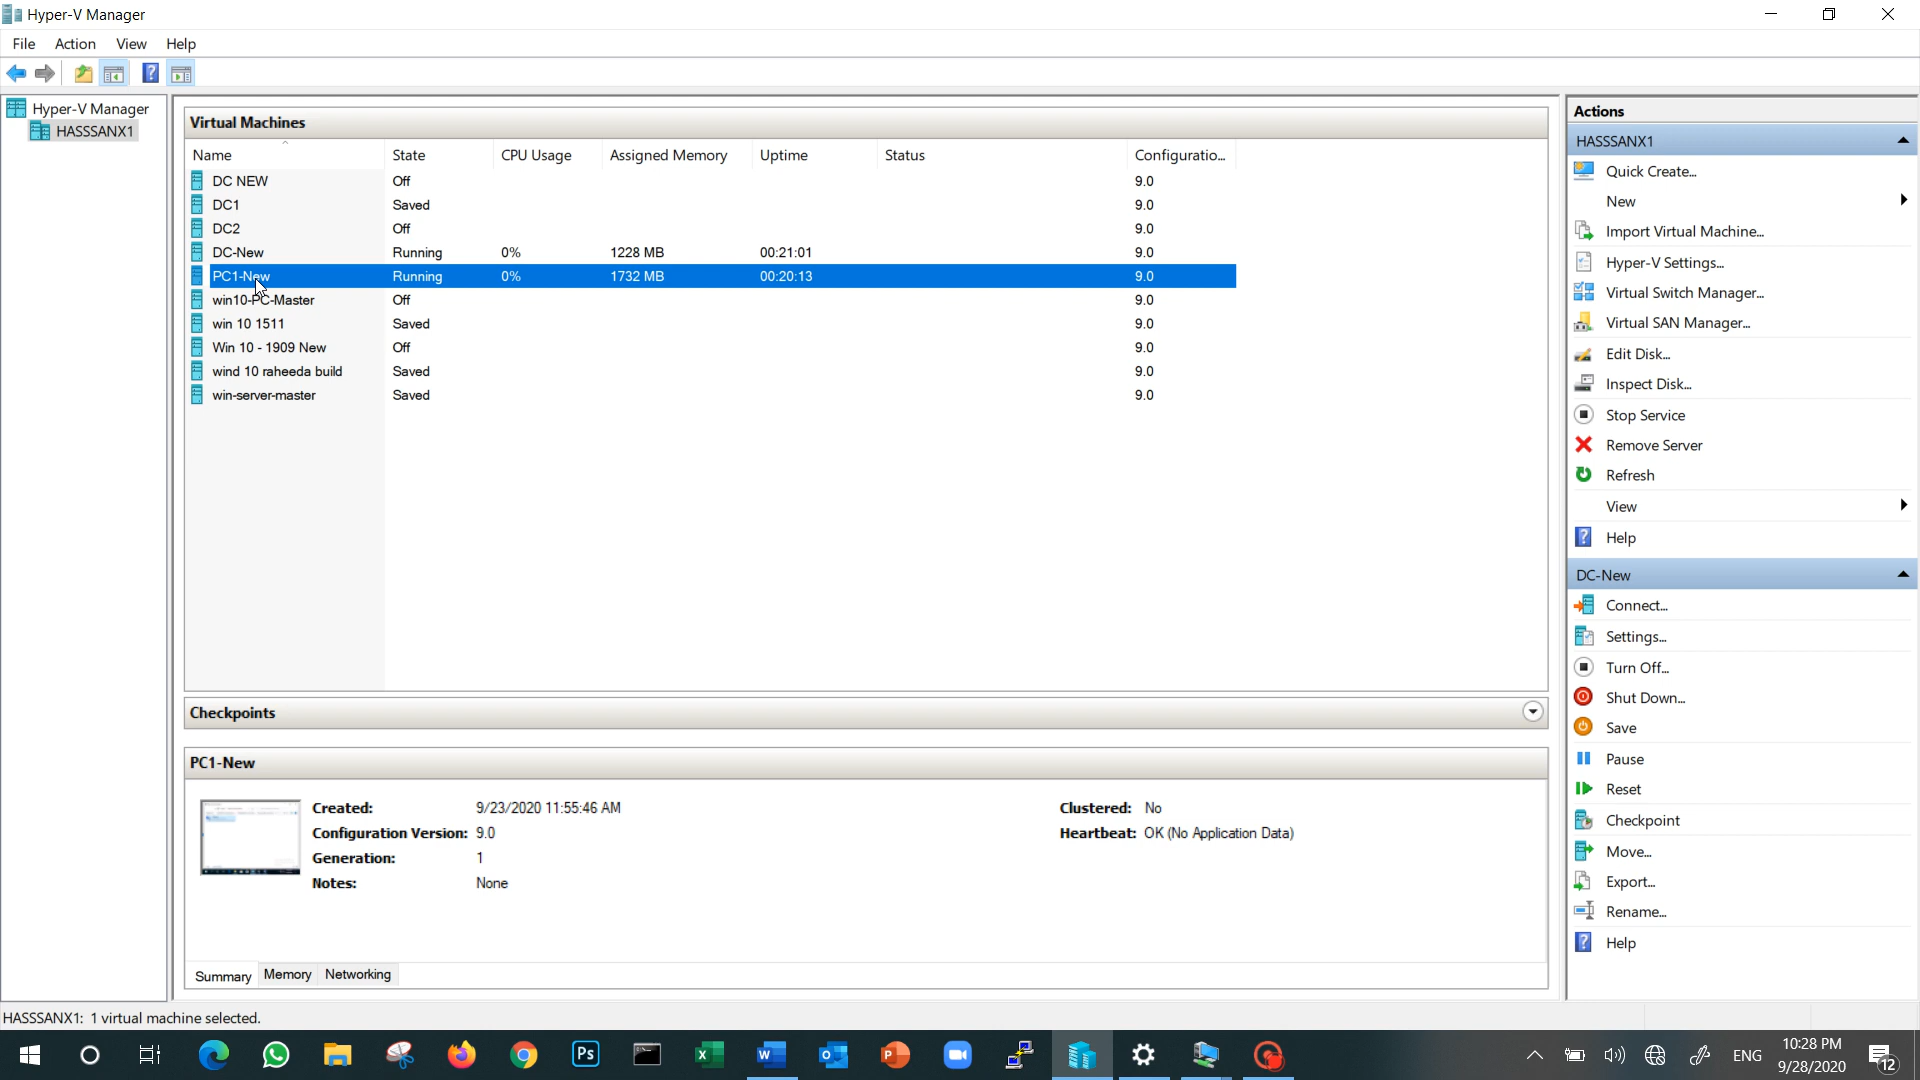 Hyper-V Manager
File Action View Help
Hyper-V Manager
HASSSANX1
Virtual Machines
Name State CPU Usage Assigned Memory Uptime Status Configuratio...
DC NEW Off 9.0
DC1 Saved 9.0
DC2 Off 9.0
DC-New Running 0% 1228 MB 00:21:01 9.0
PC1-New Running 0% 1732 MB 00:20:13 9.0
win10-PC-Master Off 9.0
win 10 1511 Saved 9.0
Win 10 - 1909 New Off 9.0
wind 10 raheeda build Saved 9.0
win-server-master Saved 9.0
Checkpoints
PC1-New
Created: 9/23/2020 11:55:46 AM Clustered: No
Configuration Version: 9.0 Heartbeat: OK (No Application Data)
Generation: 1
Notes: None
Summary Memory Networking
Actions
HASSSANX1
Quick Create...
New
Import Virtual Machine...
Hyper-V Settings...
Virtual Switch Manager...
Virtual SAN Manager...
Edit Disk...
Inspect Disk...
Stop Service
Remove Server
Refresh
View
Help
DC-New
Connect...
Settings...
Turn Off...
Shut Down...
Save
Pause
Reset
Checkpoint
Move...
Export...
Rename...
Help
HASSSANX1: 1 virtual machine selected.
Ps
ENG
10:28 PM
9/28/2020
12